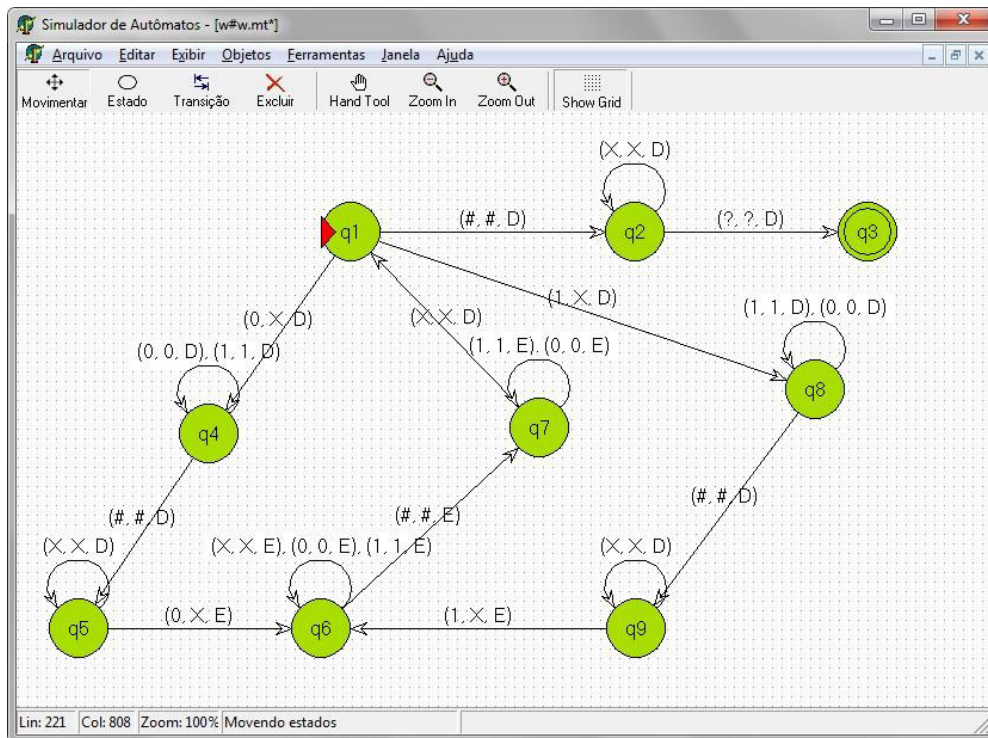 Simulador de Autômatos - [w#w.mt*]
Arquivo Editar Exibir Objetos Ferramentas Janela Ajuda
Movimentar Estado Transição Excluir Hand Tool Zoom In Zoom Out Show Grid
(X, X, D)
q1 (#, #, D) q2 (?, ?, D) q3
(1, X, D)
(0, X, D) (X, X, D) (1, 1, D), (0, 0, D)
(0, 0, D), (1, 1, D) (1, 1, E), (0, 0, E)
q8
q4 q7
(#, #, D)
(#, #, D) (#, #, E)
(X, X, D) (X, X, E), (0, 0, E), (1, 1, E) (X, X, D)
(0, X, E) (1, X, E)
q5 q6 q9
Lin: 221 Col: 808 Zoom: 100% Movendo estados